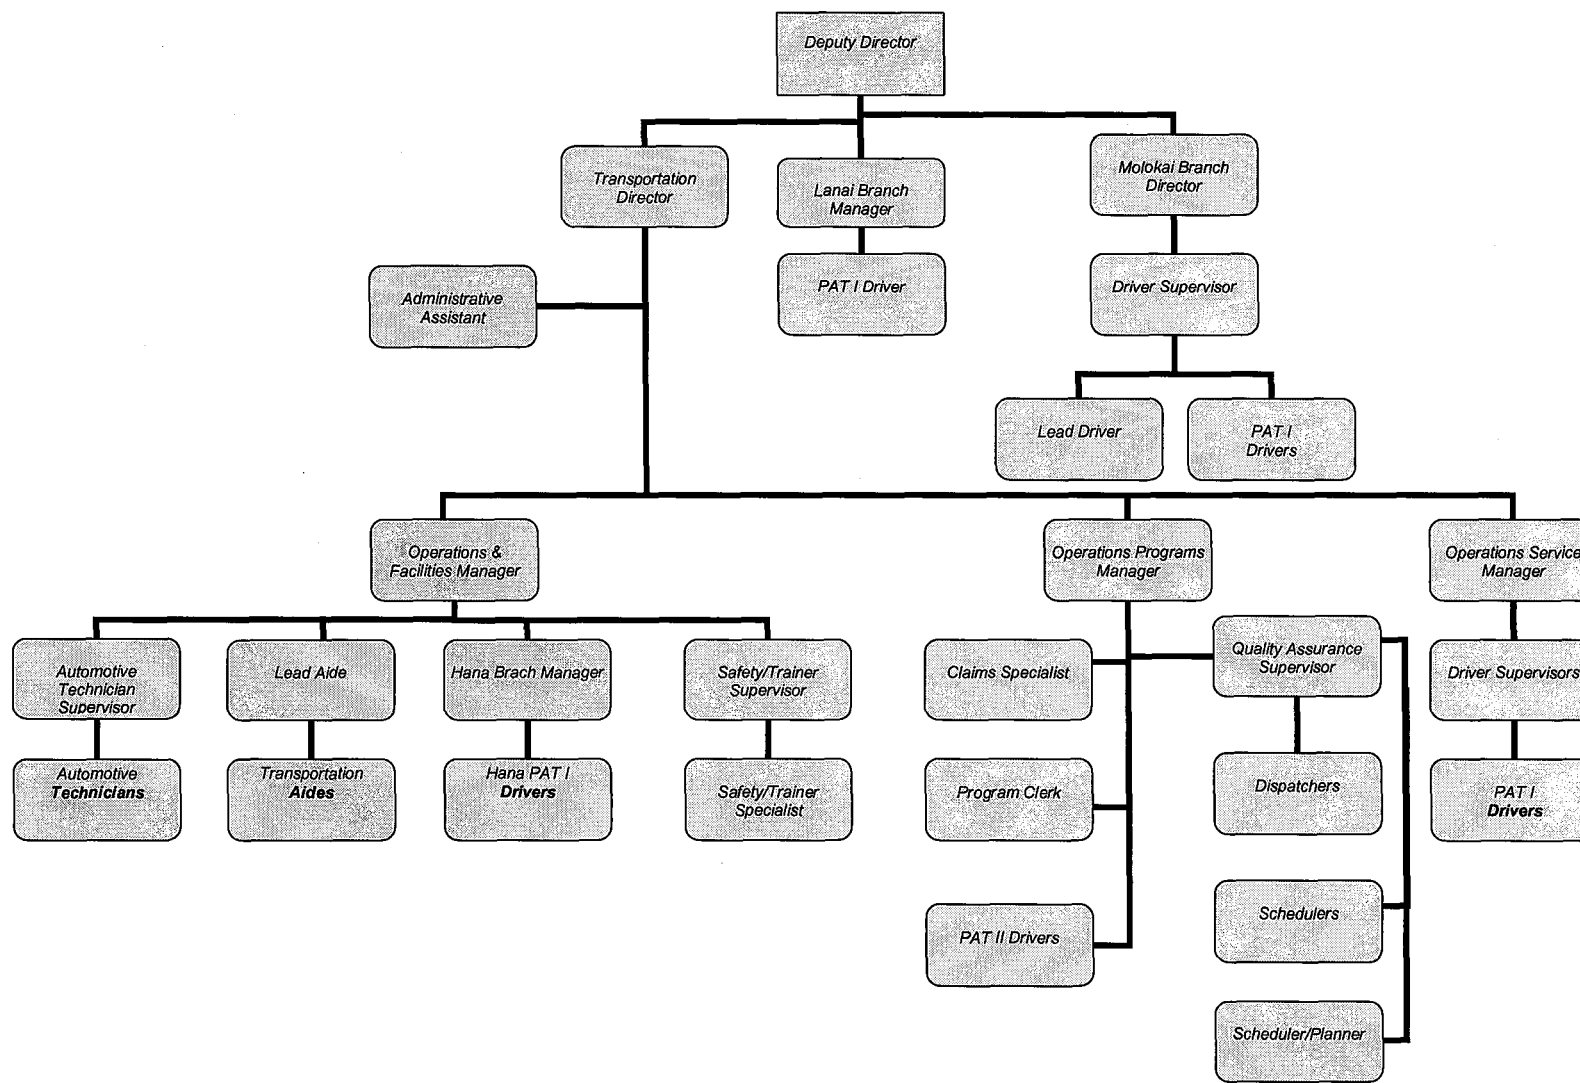 Deputy Director
Transportation
Director
Lanai Branch
Manager
Molokai Branch
Director
Administrative
Assistant
PAT I Driver
Driver Supervisor
Lead Driver
PAT I
Drivers
Operations &
Facilities Manager
Operations Programs
Manager
Operations Service
Manager
Automotive
Technician
Supervisor
Lead Aide
Hana Brach Manager
Safety/Trainer
Supervisor
Claims Specialist
Quality Assurance
Supervisor
Driver Supervisors
Automotive
Technicians
Transportation
Aides
Hana PAT I
Drivers
Safety/Trainer
Specialist
Program Clerk
Dispatchers
PAT I
Drivers
PAT II Drivers
Schedulers
Scheduler/Planner